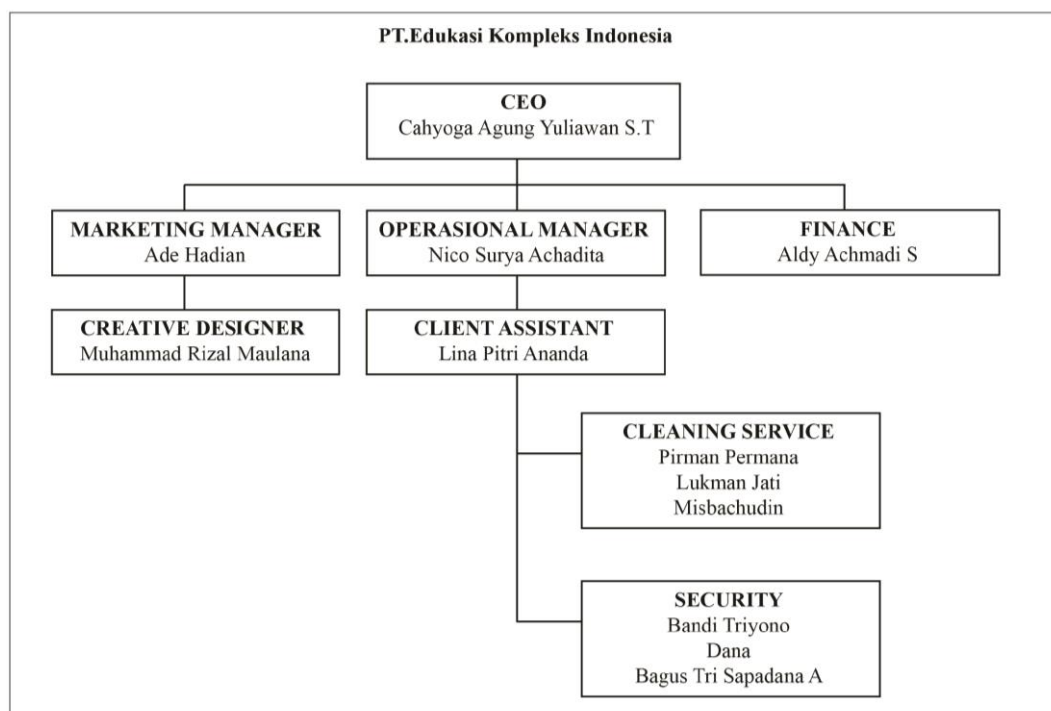 PT.Edukasi Kompleks Indonesia
CEO
Cahyoga Agung Yuliawan S.T
MARKETING MANAGER
Ade Hadian
OPERASIONAL MANAGER
Nico Surya Achadita
FINANCE
Aldy Achmadi S
CREATIVE DESIGNER
Muhammad Rizal Maulana
CLIENT ASSISTANT
Lina Pitri Ananda
CLEANING SERVICE
Pirman Permana
Lukman Jati
Misbachudin
SECURITY
Bandi Triyono
Dana
Bagus Tri Sapadana A